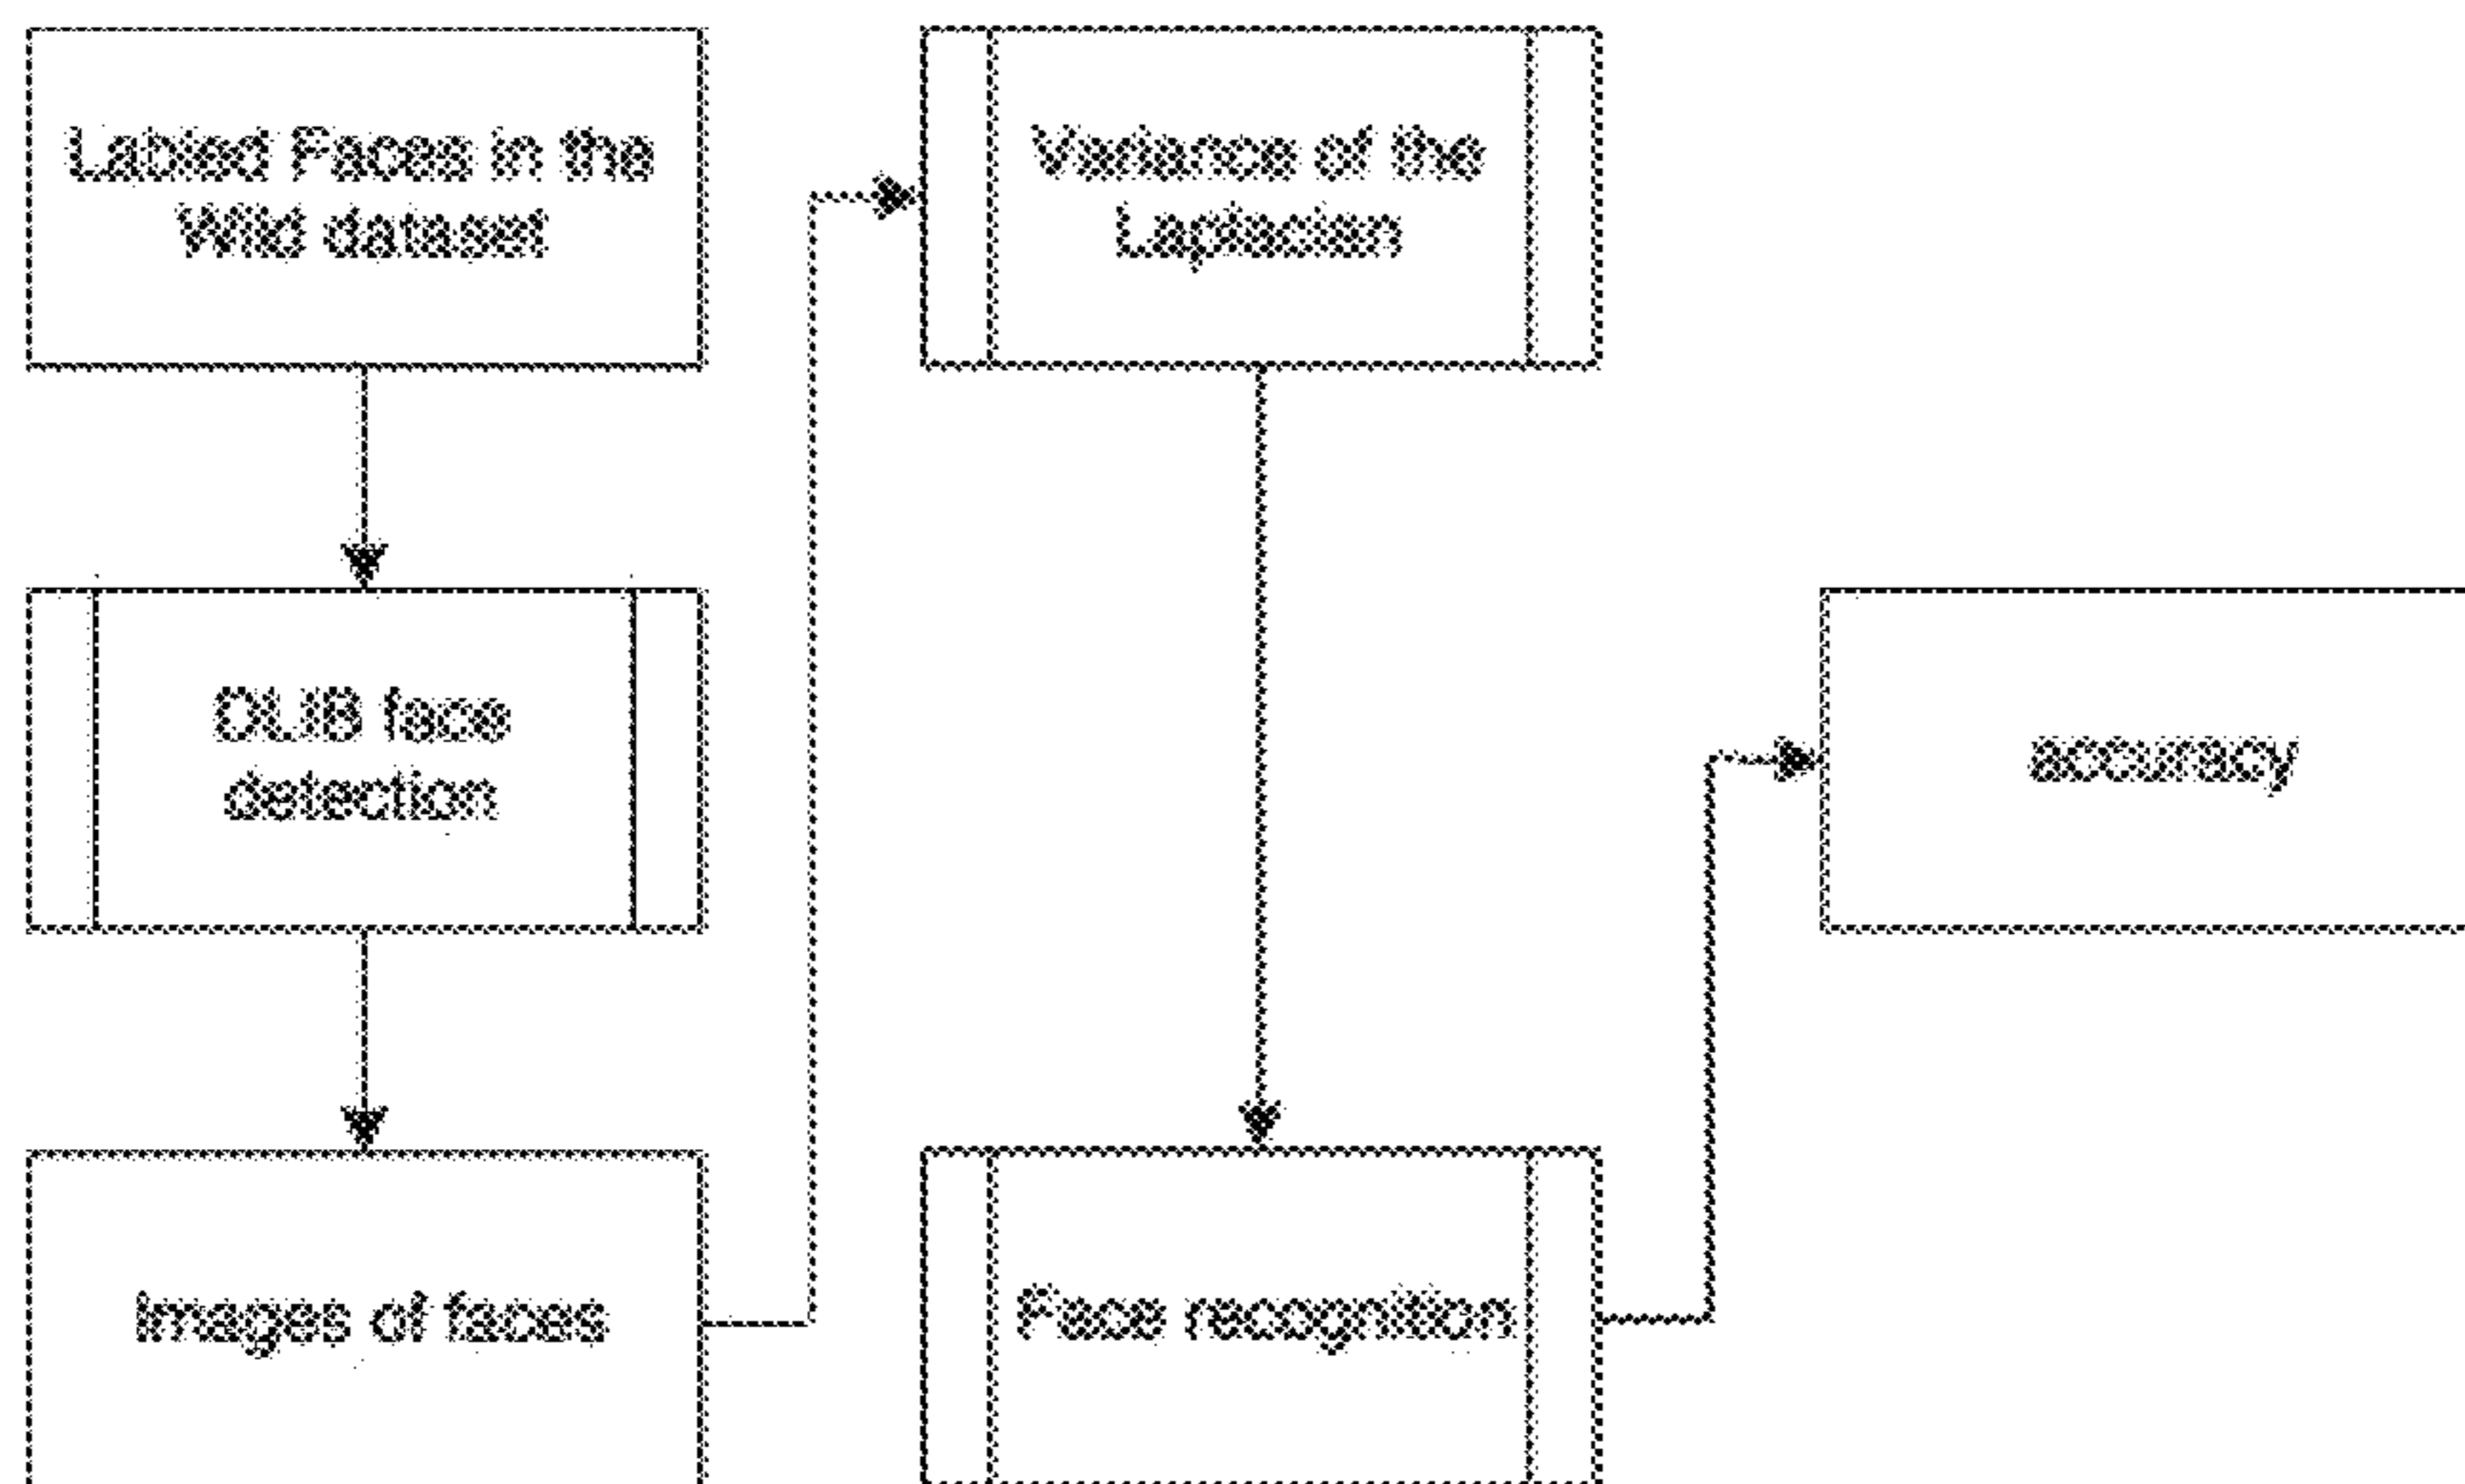 Labled Faces in the
Wild dataset
DLIB face
detection
Images of faces
Variance of the
Laplacian
Face recognition
accuracy